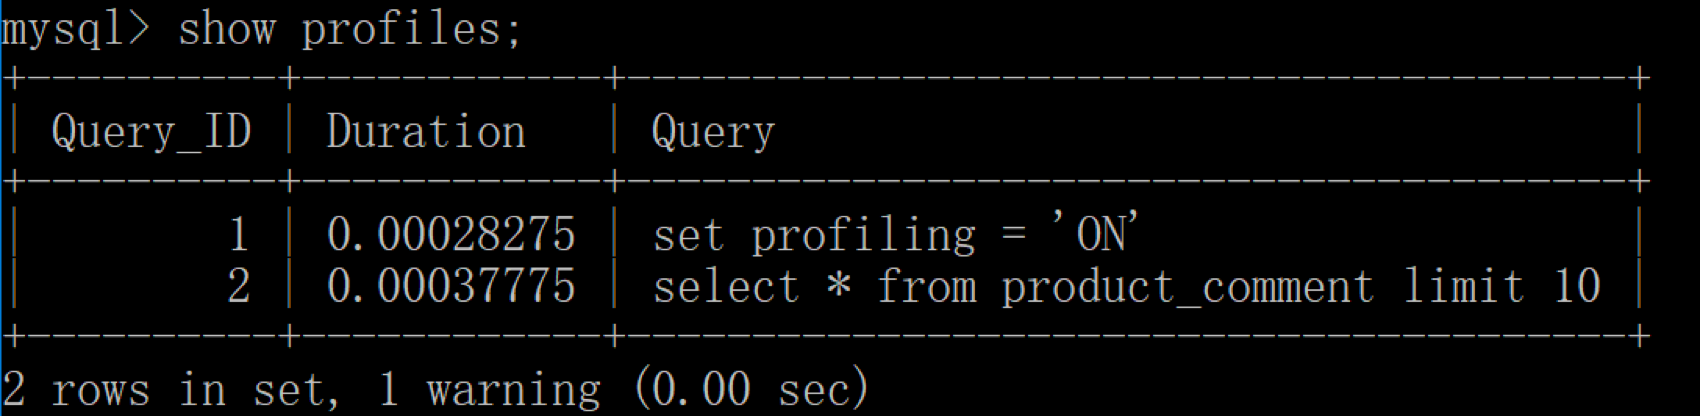 mysql> show profiles;
+----------+------------+----------------------------------------+
| Query_ID | Duration   | Query                                  |
+----------+------------+----------------------------------------+
|        1 | 0.00028275 | set profiling = 'ON'                   |
|        2 | 0.00037775 | select * from product_comment limit 10 |
+----------+------------+----------------------------------------+
2 rows in set, 1 warning (0.00 sec)